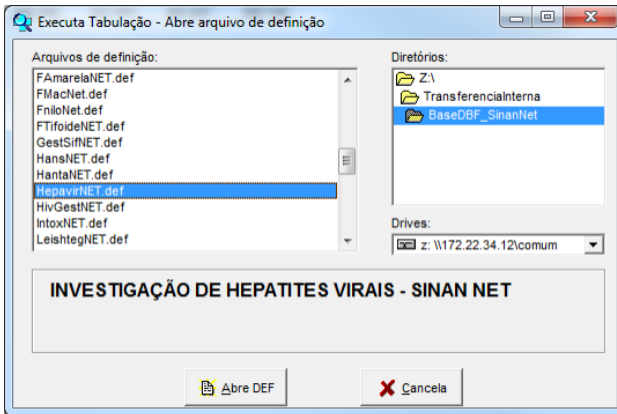 Executa Tabulação - Abre arquivo de definição
Arquivos de definição:
FAmarelaNET.def
FMacNet.def
FniloNet.def
FTifoideNET.def
GestSifNET.def
HansNET.def
HantaNET.def
HepavirNET.def
HivGestNET.def
IntoxNET.def
LeishtegNET.def
Diretórios:
Z:\
TransferenciaInterna
BaseDBF_SinanNet
Drives:
z: \\172.22.34.12\comum
INVESTIGAÇÃO DE HEPATITES VIRAIS - SINAN NET
Abre DEF
Cancela